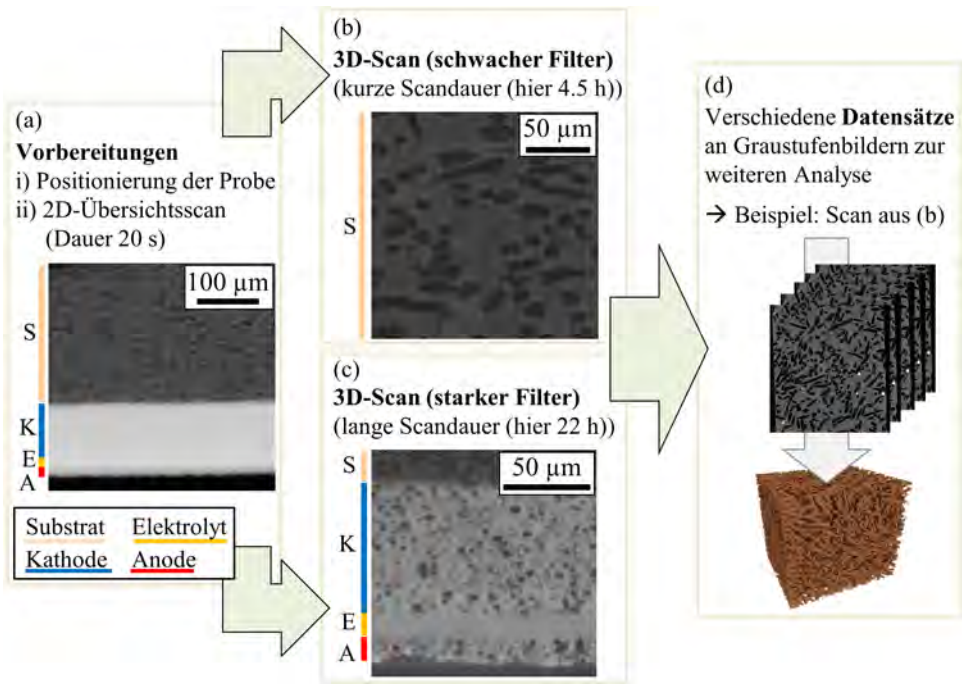 (a)
Vorbereitungen
i) Positionierung der Probe
ii) 2D-Übersichtsscan
(Dauer 20 s)
100 µm
S
K
E
A
Substrat Elektrolyt
Kathode Anode
(b)
3D-Scan (schwacher Filter)
(kurze Scandauer (hier 4.5 h))
50 µm
S
(c)
3D-Scan (starker Filter)
(lange Scandauer (hier 22 h))
50 µm
S
K
E
A
(d)
Verschiedene Datensätze
an Graustufenbildern zur
weiteren Analyse
→ Beispiel: Scan aus (b)